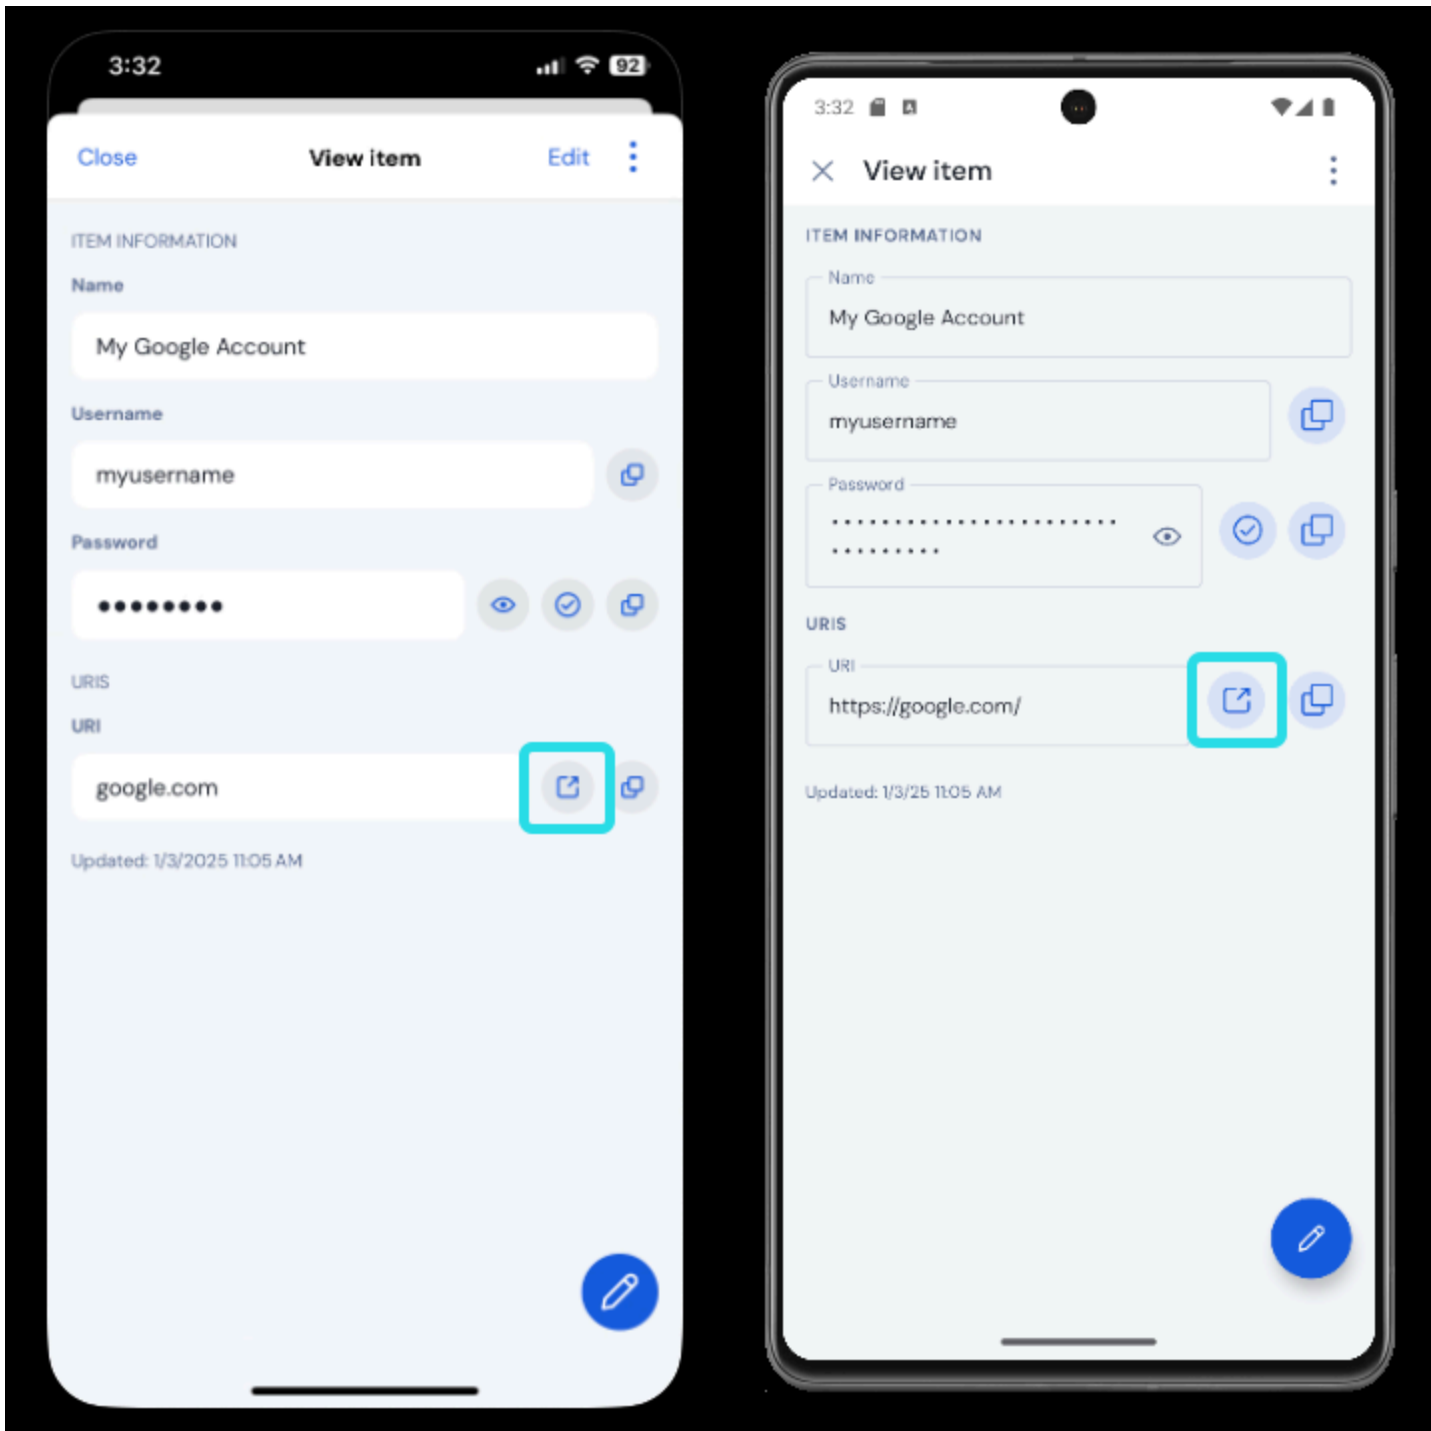 3:32
92
Close
View item
Edit
ITEM INFORMATION
Name
My Google Account
Username
myusername
Password
••••••••
URIS
URI
google.com
Updated: 1/3/2025 11:05 AM
3:32
View item
ITEM INFORMATION
Name
My Google Account
Username
myusername
Password
•••••••••••••••••••••••
•••••••••
URIS
URI
https://google.com/
Updated: 1/3/25 11:05 AM